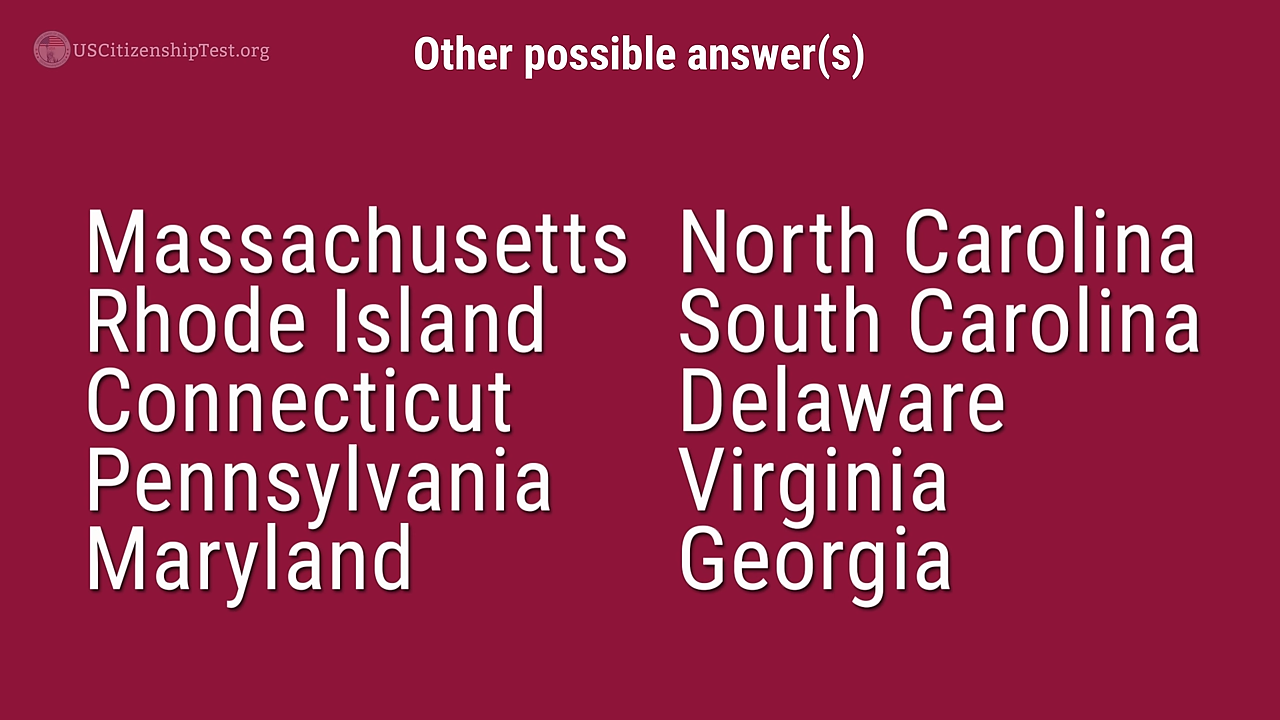 USCitizenshipTest.org
Other possible answer(s)
Massachusetts
Rhode Island
Connecticut
Pennsylvania
Maryland
North Carolina
South Carolina
Delaware
Virginia
Georgia